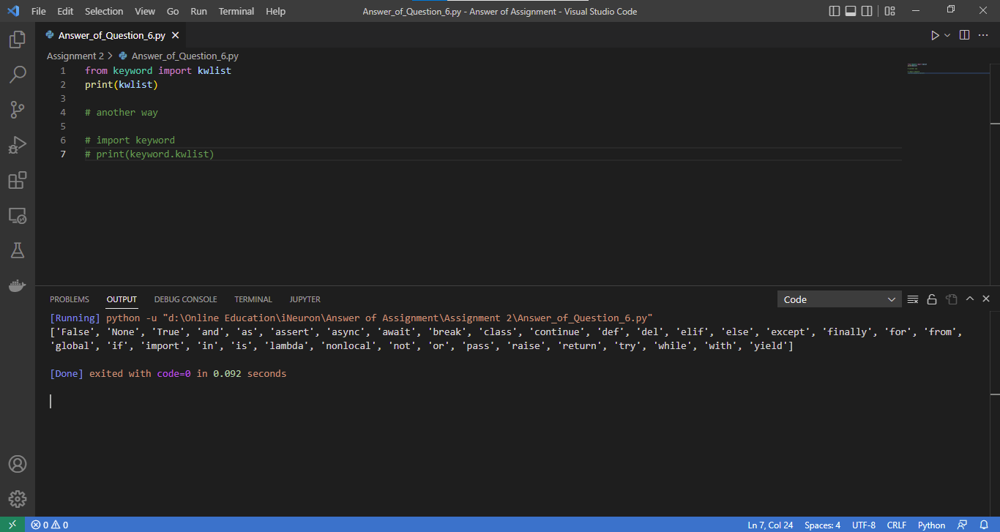 File Edit Selection View Go Run Terminal Help Answer_of_Question_6.py - Answer of Assignment - Visual Studio Code
Answer_of_Question_6.py
Assignment 2 > Answer_of_Question_6.py
1 from keyword import kwlist
2 print(kwlist)
3
4 # another way
5
6 # import keyword
7 # print(keyword.kwlist)
PROBLEMS OUTPUT DEBUG CONSOLE TERMINAL JUPYTER Code
[Running] python -u "d:\Online Education\iNeuron\Answer of Assignment\Assignment 2\Answer_of_Question_6.py"
['False', 'None', 'True', 'and', 'as', 'assert', 'async', 'await', 'break', 'class', 'continue', 'def', 'del', 'elif', 'else', 'except', 'finally', 'for', 'from',
'global', 'if', 'import', 'in', 'is', 'lambda', 'nonlocal', 'not', 'or', 'pass', 'raise', 'return', 'try', 'while', 'with', 'yield']
[Done] exited with code=0 in 0.092 seconds
0 0 Ln 7, Col 24 Spaces: 4 UTF-8 CRLF Python